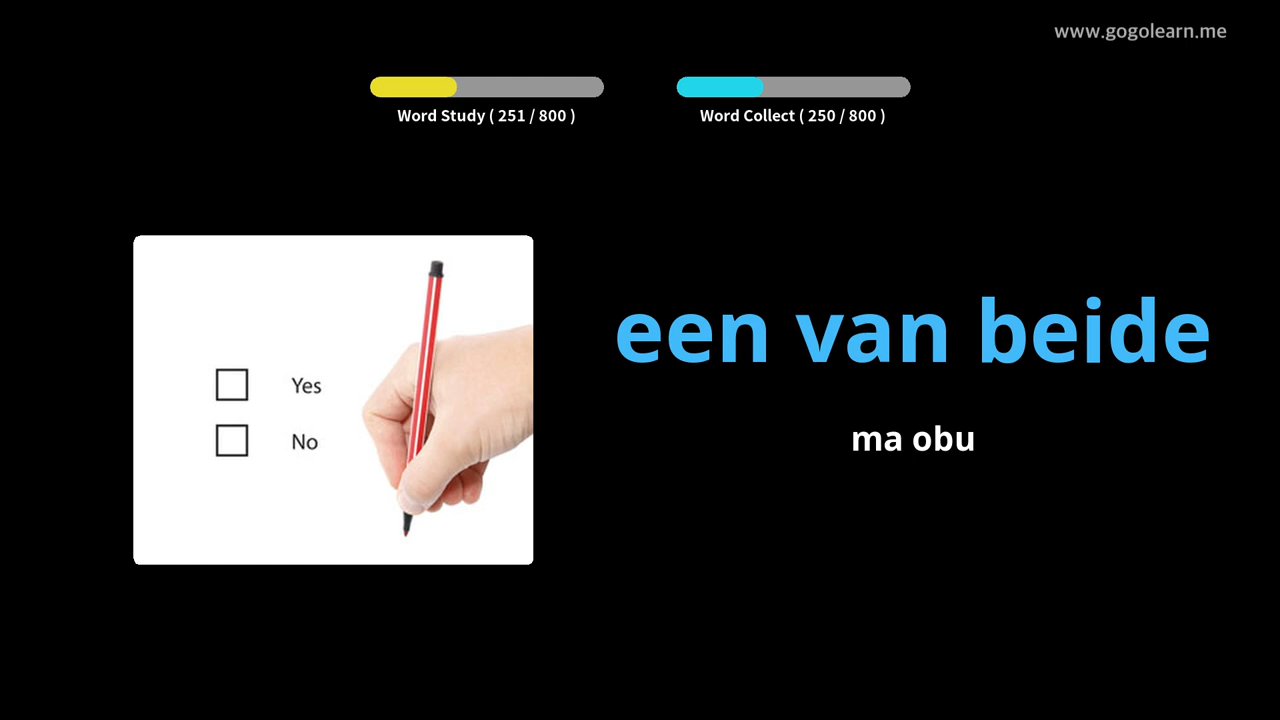 www.gogolearn.me
Word Study ( 251 / 800 )
Word Collect ( 250 / 800 )
Yes
No
een van beide
ma obu